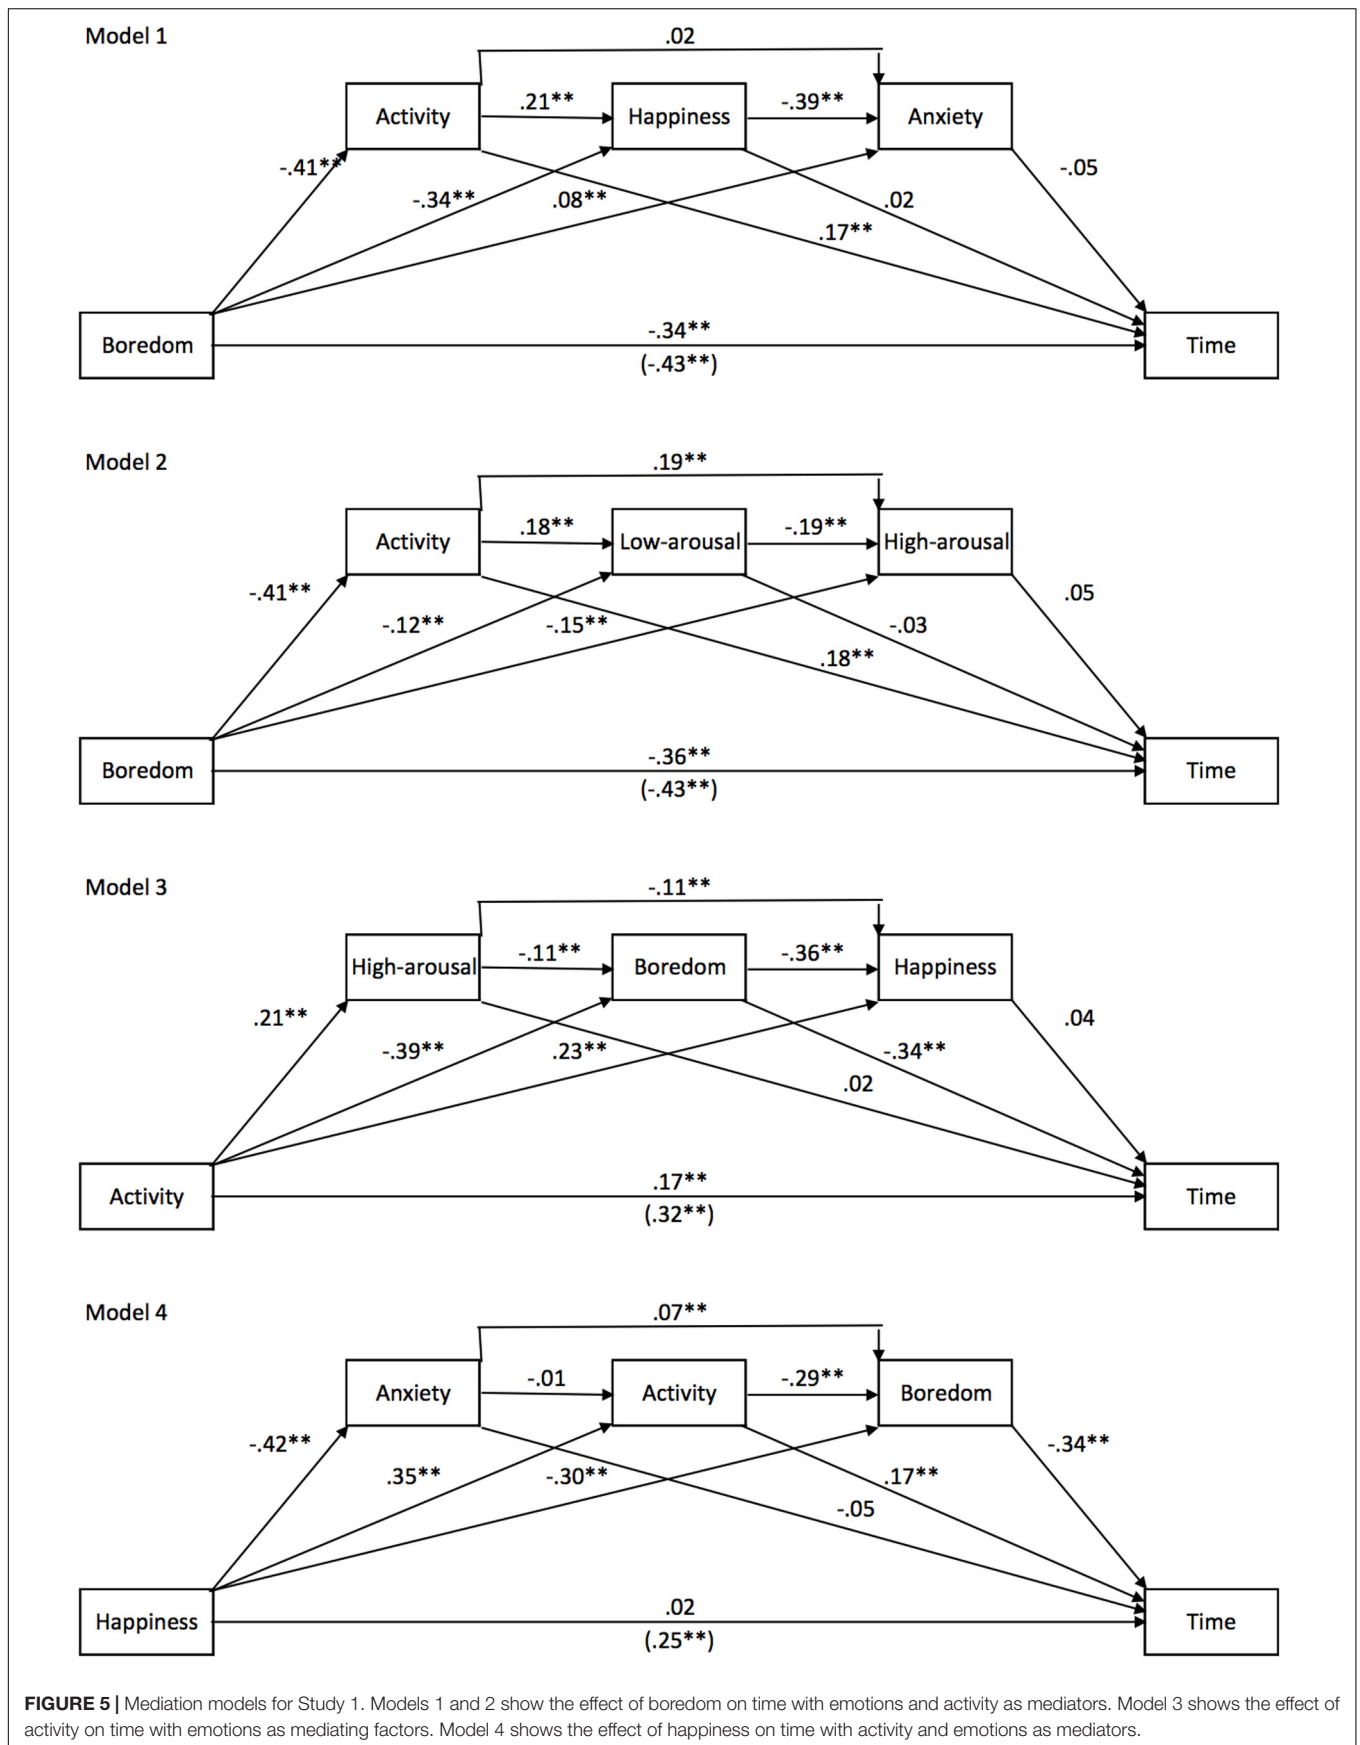 Model 1
.02
Activity
.21**
Happiness
-.39**
Anxiety
-.41**
-.34**
.08**
.02
.17**
-.05
Boredom
-.34**
(-.43**)
Time
Model 2
.19**
Activity
.18**
Low-arousal
-.19**
High-arousal
-.41**
-.12**
-.15**
-.03
.18**
.05
Boredom
-.36**
(-.43**)
Time
Model 3
-.11**
High-arousal
-.11**
Boredom
-.36**
Happiness
.21**
-.39**
.23**
-.34**
.02
.04
Activity
.17**
(.32**)
Time
Model 4
.07**
Anxiety
-.01
Activity
-.29**
Boredom
-.42**
.35**
-.30**
.17**
-.05
-.34**
Happiness
.02
(.25**)
Time
FIGURE 5 | Mediation models for Study 1. Models 1 and 2 show the effect of boredom on time with emotions and activity as mediators. Model 3 shows the effect of
activity on time with emotions as mediating factors. Model 4 shows the effect of happiness on time with activity and emotions as mediators.